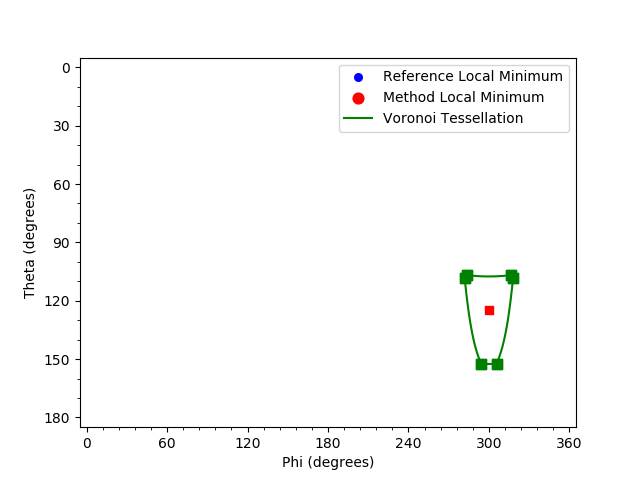 Reference Local Minimum
Method Local Minimum
Voronoi Tessellation
Theta (degrees)
0
30
60
90
120
150
180
0 60 120 180 240 300 360
Phi (degrees)